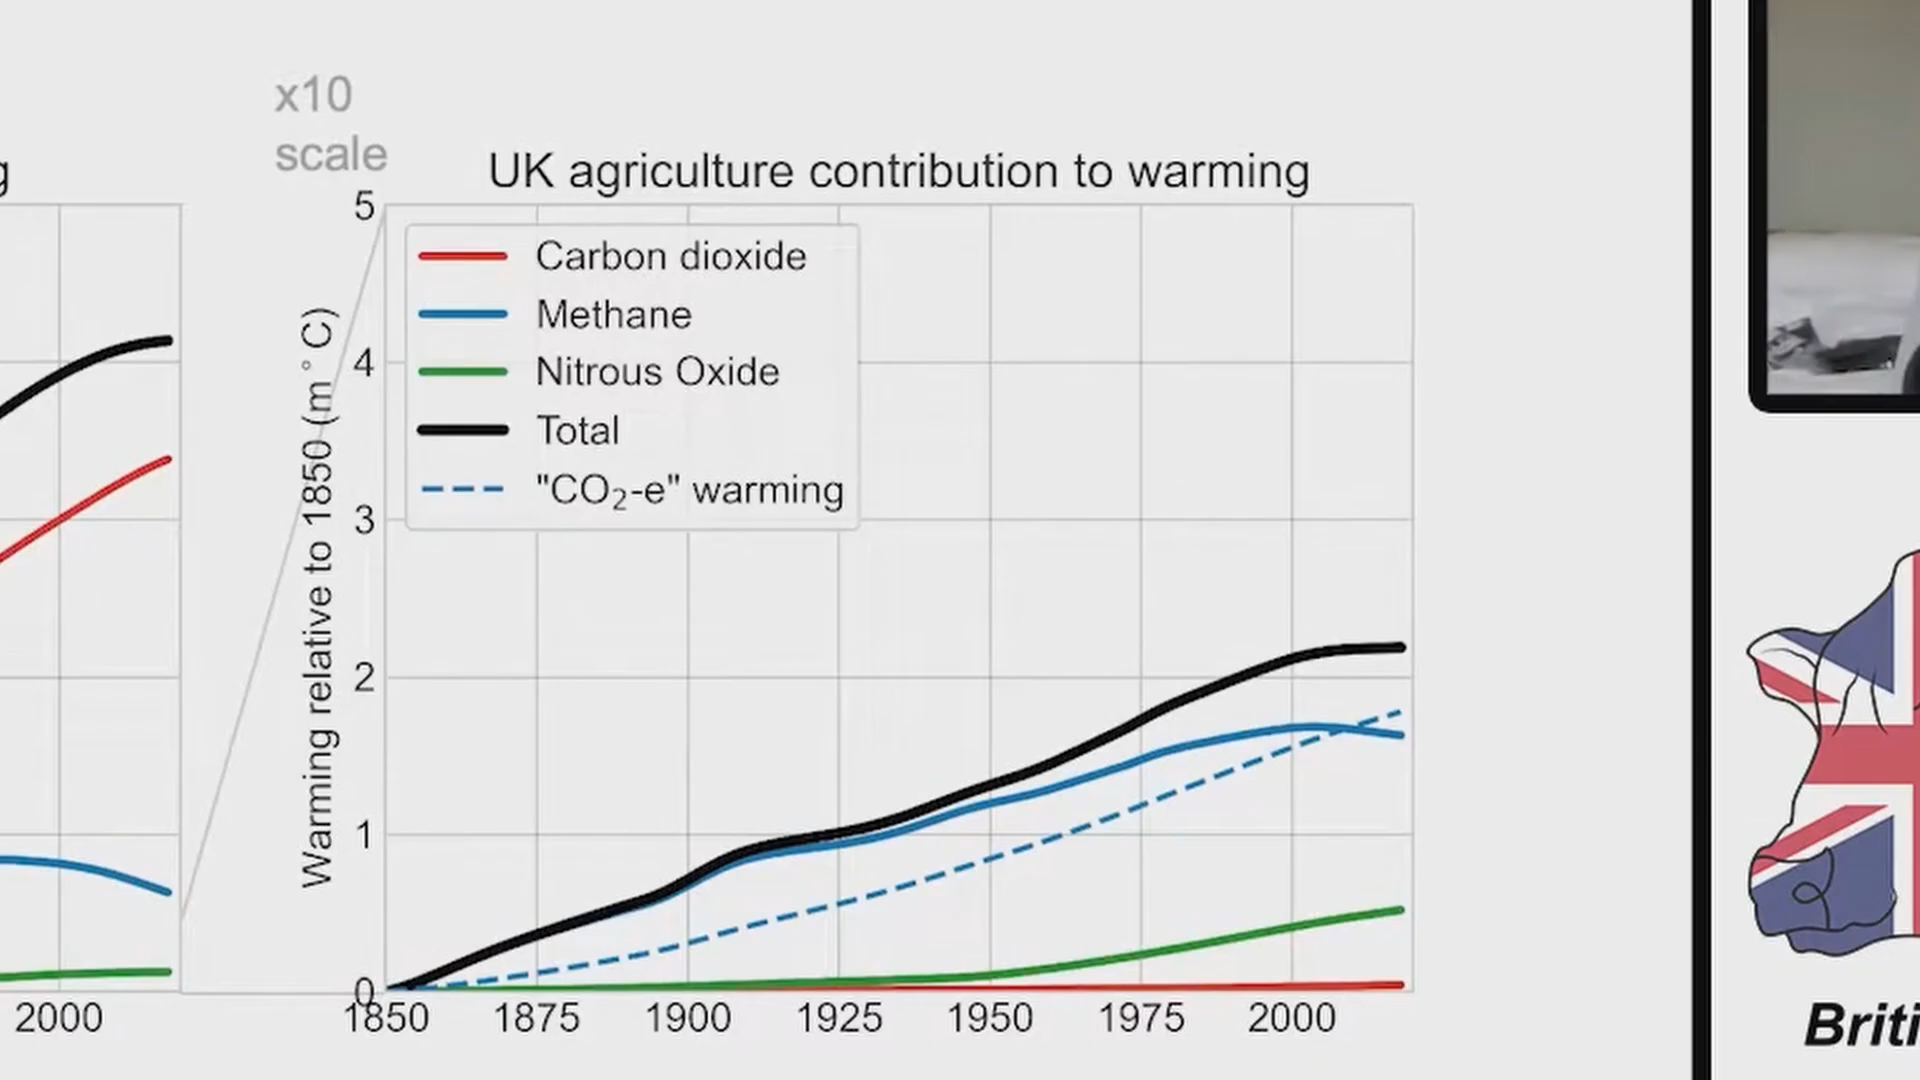 x10
scale
g
UK agriculture contribution to warming
5
4
3
2
1
0
Warming relative to 1850 (m°C)
Carbon dioxide
Methane
Nitrous Oxide
Total
"CO₂-e" warming
2000
1850 1875 1900 1925 1950 1975 2000
Briti